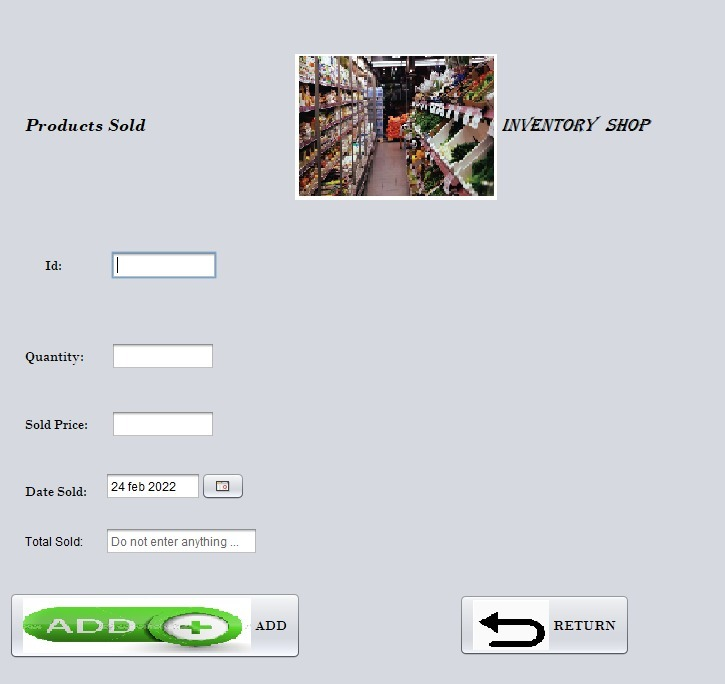 Products Sold
INVENTORY SHOP
Id:
Quantity:
Sold Price:
Date Sold: 24 feb 2022
Total Sold: Do not enter anything ...
ADD ADD
RETURN